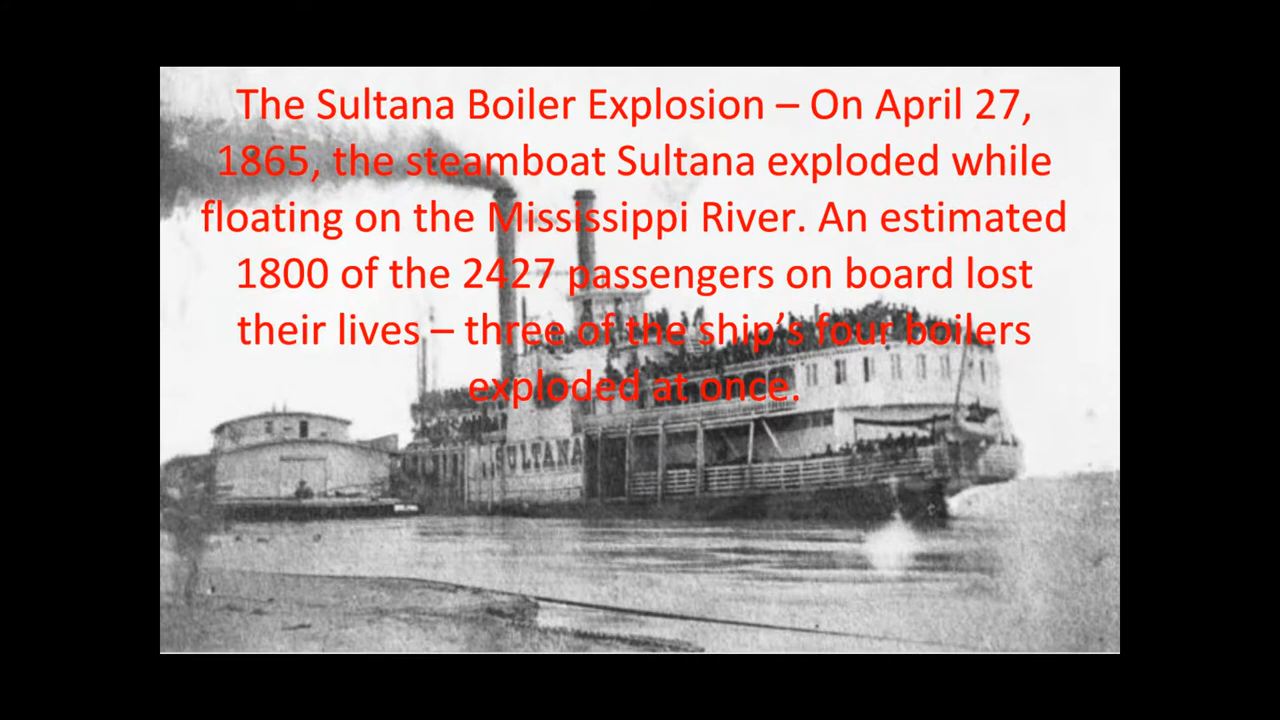 The Sultana Boiler Explosion – On April 27,
1865, the steamboat Sultana exploded while
floating on the Mississippi River. An estimated
1800 of the 2427 passengers on board lost
their lives – three of the ship’s four boilers
exploded at once.
SULTANA